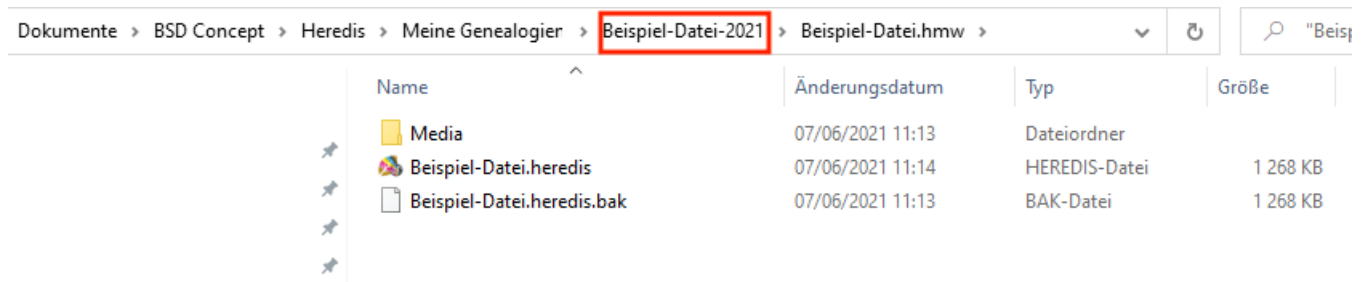 Dokumente > BSD Concept > Heredis > Meine Genealogien > Beispiel-Datei-2021 > Beispiel-Datei.hmw > "Beisp
Name Änderungsdatum Typ Größe
Media 07/06/2021 11:13 Dateiordner
Beispiel-Datei.heredis 07/06/2021 11:14 HEREDIS-Datei 1 268 KB
Beispiel-Datei.heredis.bak 07/06/2021 11:13 BAK-Datei 1 268 KB